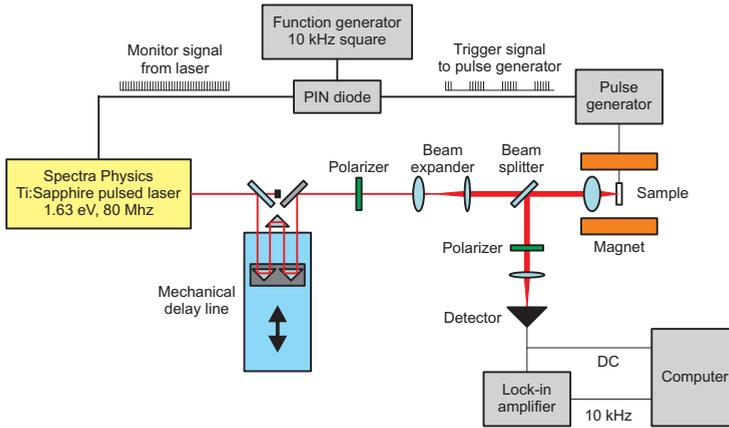 Function generator
10 kHz square
Monitor signal
from laser
Trigger signal
to pulse generator
PIN diode
Pulse
generator
Spectra Physics
Ti:Sapphire pulsed laser
1.63 eV, 80 Mhz
Polarizer
Beam
expander
Beam
splitter
Sample
Magnet
Polarizer
Mechanical
delay line
Detector
DC
Computer
Lock-in
amplifier
10 kHz